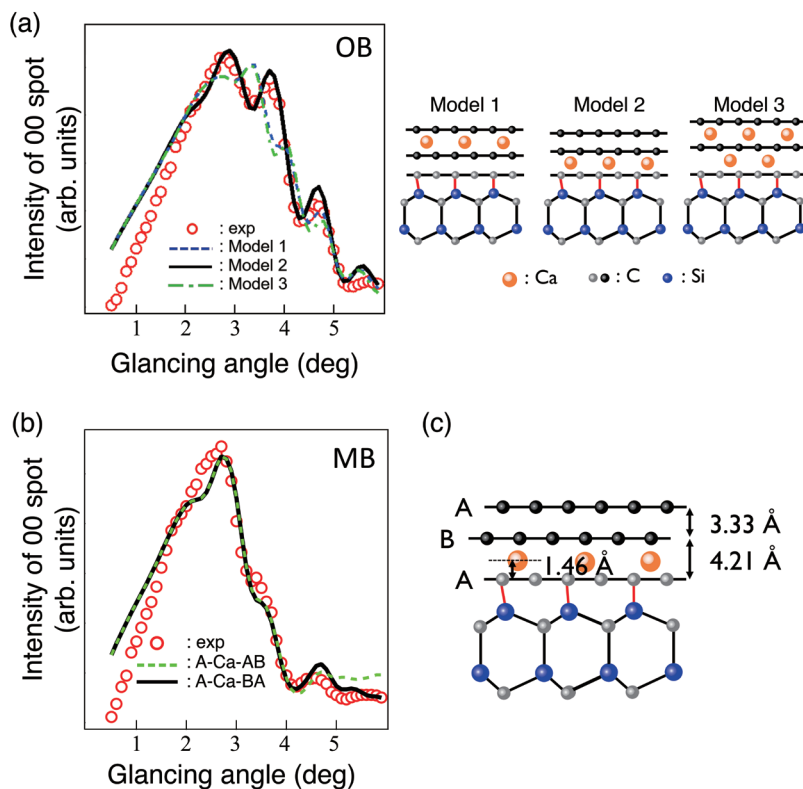 (a)
OB
Intensity of 00 spot
(arb. units)
: exp
: Model 1
: Model 2
: Model 3
1 2 3 4 5
Glancing angle (deg)
Model 1
Model 2
Model 3
: Ca
: C
: Si
(b)
MB
Intensity of 00 spot
(arb. units)
: exp
: A-Ca-AB
: A-Ca-BA
1 2 3 4 5
Glancing angle (deg)
(c)
A
3.33 Å
B
1.46 Å
4.21 Å
A